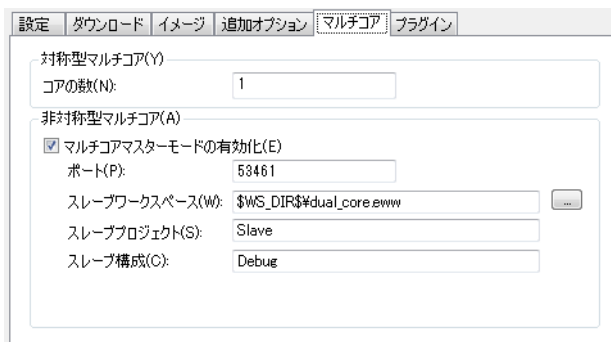 設定 ダウンロード イメージ 追加オプション マルチコア プラグイン
対称型マルチコア(Y)
コアの数(N): 1
非対称型マルチコア(A)
マルチコアマスターモードの有効化(E)
ポート(P): 53461
スレーブワークスペース(W): $WS_DIR$¥dual_core.eww ...
スレーブプロジェクト(S): Slave
スレーブ構成(C): Debug